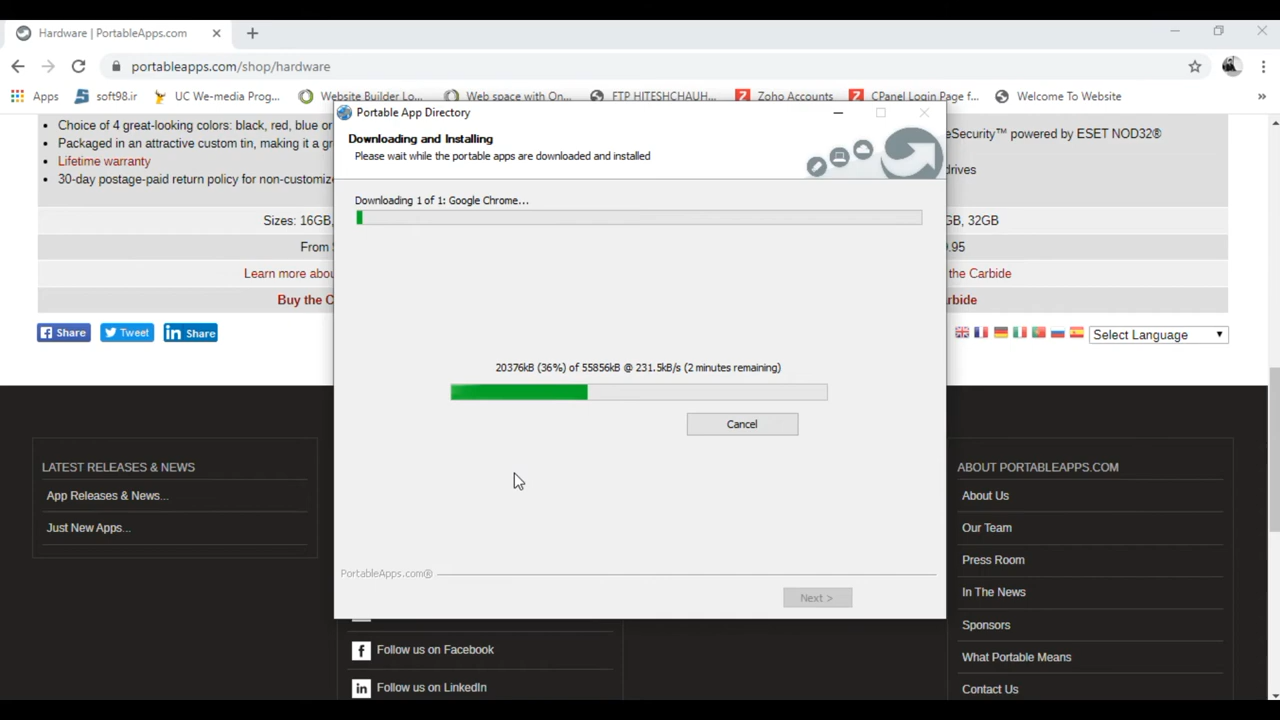 Hardware | PortableApps.com
portableapps.com/shop/hardware
Apps
soft98.ir
UC We-media Prog...
Website Builder Lo...
Web space with On...
FTP HITESHCHAUH...
Zoho Accounts
CPanel Login Page f...
Welcome To Website
»
Choice of 4 great-looking colors: black, red, blue or
Packaged in an attractive custom tin, making it a gr
Lifetime warranty
30-day postage-paid return policy for non-customize
eSecurity™ powered by ESET NOD32®
drives
Sizes: 16GB,
GB, 32GB
From
9.95
Learn more abou
the Carbide
Buy the C
arbide
Share
Tweet
Share
Select Language
Portable App Directory
Downloading and Installing
Please wait while the portable apps are downloaded and installed
Downloading 1 of 1: Google Chrome...
20376kB (36%) of 55856kB @ 231.5kB/s (2 minutes remaining)
Cancel
PortableApps.com®
Next >
LATEST RELEASES & NEWS
App Releases & News...
Just New Apps...
Follow us on Facebook
Follow us on LinkedIn
ABOUT PORTABLEAPPS.COM
About Us
Our Team
Press Room
In The News
Sponsors
What Portable Means
Contact Us